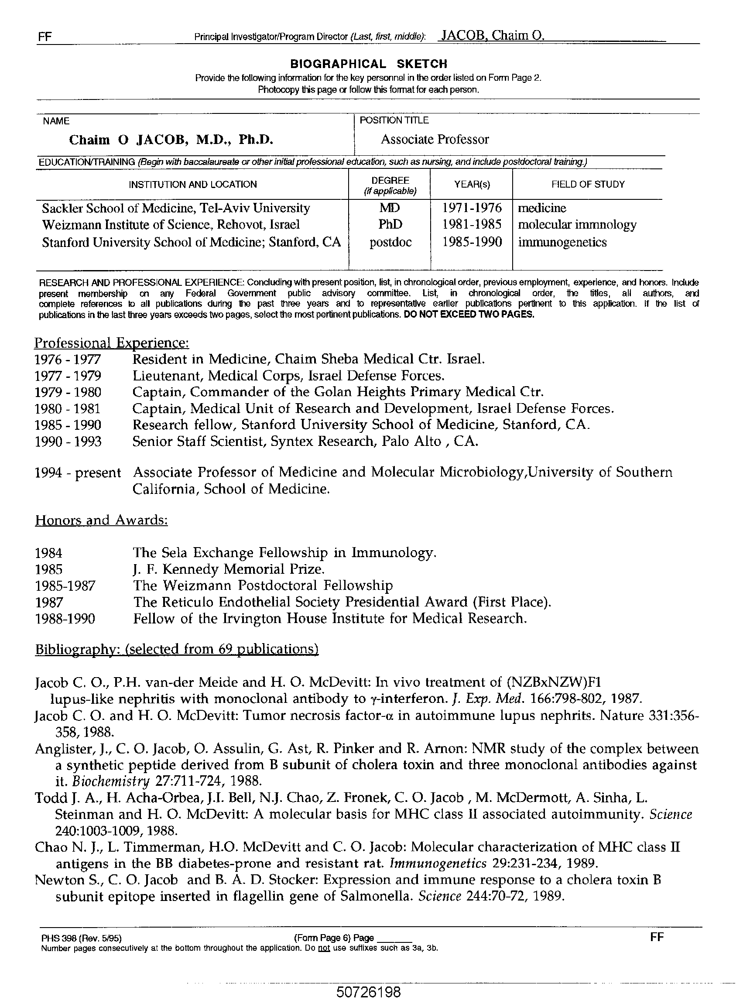 FF Principal Investigator/Program Director (Last, first, middle): JACOB, Chaim O.
BIOGRAPHICAL SKETCH
Provide the following information for the key personnel in the order listed on Form Page 2.
Photocopy this page or follow this format for each person.
NAME POSITION TITLE
Chaim O JACOB, M.D., Ph.D. Associate Professor
EDUCATION/TRAINING (Begin with baccalaureate or other initial professional education, such as nursing, and include postdoctoral training.)
INSTITUTION AND LOCATION DEGREE (if applicable) YEAR(s) FIELD OF STUDY
Sackler School of Medicine, Tel-Aviv University MD 1971-1976 medicine
Weizmann Institute of Science, Rehovot, Israel PhD 1981-1985 molecular immnology
Stanford University School of Medicine; Stanford, CA postdoc 1985-1990 immunogenetics
RESEARCH AND PROFESSIONAL EXPERIENCE: Concluding with present position, list, in chronological order, previous employment, experience, and honors. Include
present membership on any Federal Government public advisory committee. List, in chronological order, the titles, all authors, and
complete references to all publications during the past three years and to representative earlier publications pertinent to this application. If the list of
publications in the last three years exceeds two pages, select the most pertinent publications. DO NOT EXCEED TWO PAGES.
Professional Experience:
1976 - 1977 Resident in Medicine, Chaim Sheba Medical Ctr. Israel.
1977 - 1979 Lieutenant, Medical Corps, Israel Defense Forces.
1979 - 1980 Captain, Commander of the Golan Heights Primary Medical Ctr.
1980 - 1981 Captain, Medical Unit of Research and Development, Israel Defense Forces.
1985 - 1990 Research fellow, Stanford University School of Medicine, Stanford, CA.
1990 - 1993 Senior Staff Scientist, Syntex Research, Palo Alto , CA.
1994 - present Associate Professor of Medicine and Molecular Microbiology,University of Southern
California, School of Medicine.
Honors and Awards:
1984 The Sela Exchange Fellowship in Immunology.
1985 J. F. Kennedy Memorial Prize.
1985-1987 The Weizmann Postdoctoral Fellowship
1987 The Reticulo Endothelial Society Presidential Award (First Place).
1988-1990 Fellow of the Irvington House Institute for Medical Research.
Bibliography: (selected from 69 publications)
Jacob C. O., P.H. van-der Meide and H. O. McDevitt: In vivo treatment of (NZBxNZW)F1
lupus-like nephritis with monoclonal antibody to γ-interferon. J. Exp. Med. 166:798-802, 1987.
Jacob C. O. and H. O. McDevitt: Tumor necrosis factor-α in autoimmune lupus nephrits. Nature 331:356-
358, 1988.
Anglister, J., C. O. Jacob, O. Assulin, G. Ast, R. Pinker and R. Arnon: NMR study of the complex between
a synthetic peptide derived from B subunit of cholera toxin and three monoclonal antibodies against
it. Biochemistry 27:711-724, 1988.
Todd J. A., H. Acha-Orbea, J.I. Bell, N.J. Chao, Z. Fronek, C. O. Jacob , M. McDermott, A. Sinha, L.
Steinman and H. O. McDevitt: A molecular basis for MHC class II associated autoimmunity. Science
240:1003-1009, 1988.
Chao N. J., L. Timmerman, H.O. McDevitt and C. O. Jacob: Molecular characterization of MHC class II
antigens in the BB diabetes-prone and resistant rat. Immunogenetics 29:231-234, 1989.
Newton S., C. O. Jacob and B. A. D. Stocker: Expression and immune response to a cholera toxin B
subunit epitope inserted in flagellin gene of Salmonella. Science 244:70-72, 1989.
PHS 398 (Rev. 5/95) (Form Page 6) Page FF
Number pages consecutively at the bottom throughout the application. Do not use suffixes such as 3a, 3b.
50726198